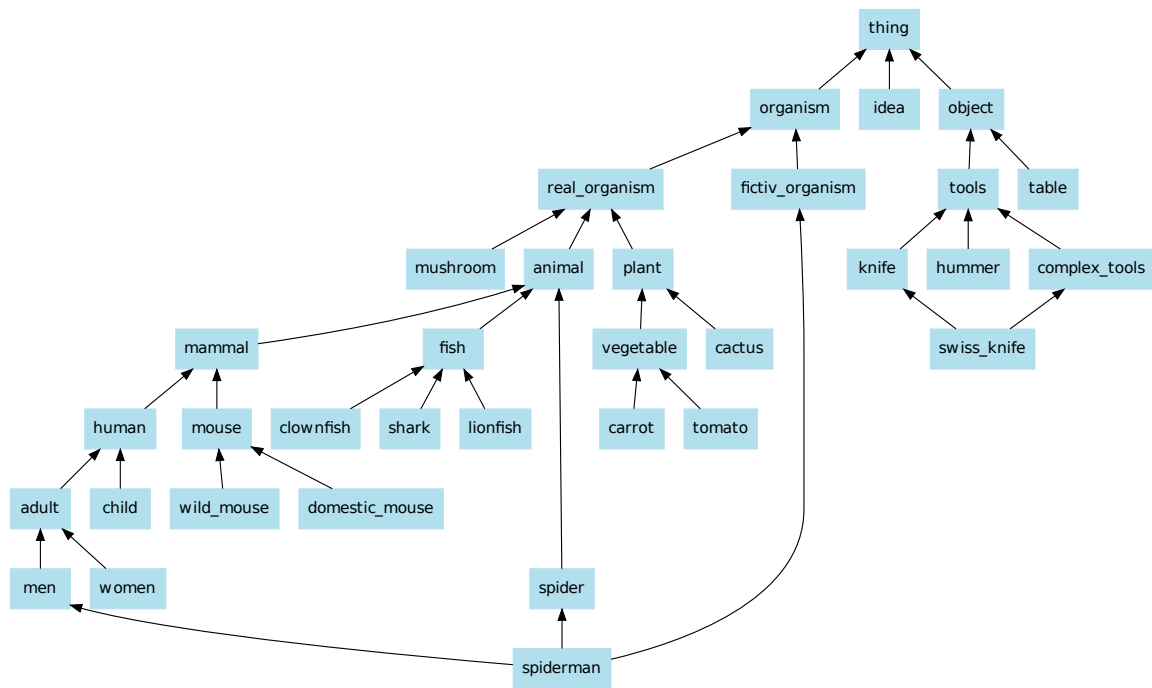 thing
organism
idea
object
real_organism
fictiv_organism
tools
table
mushroom
animal
plant
knife
hummer
complex_tools
mammal
fish
vegetable
cactus
swiss_knife
human
mouse
clownfish
shark
lionfish
carrot
tomato
adult
child
wild_mouse
domestic_mouse
men
women
spider
spiderman